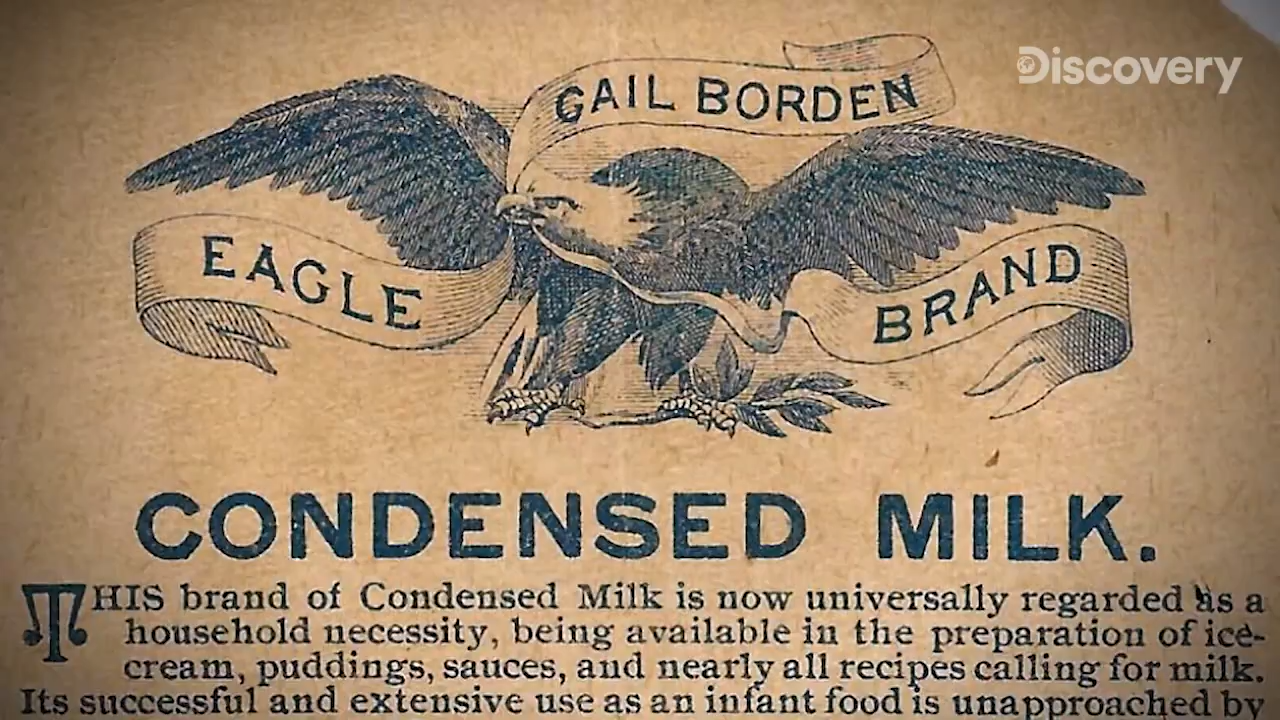 Discovery
GAIL BORDEN
EAGLE
BRAND
CONDENSED MILK.
THIS brand of Condensed Milk is now universally regarded as a
household necessity, being available in the preparation of ice-
cream, puddings, sauces, and nearly all recipes calling for milk.
Its successful and extensive use as an infant food is unapproached by